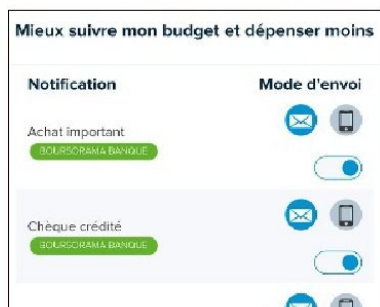 Mieux suivre mon budget et dépenser moins
Notification Mode d'envoi
Achat important
BOURSORAMA BANQUE
Chèque crédité
BOURSORAMA BANQUE